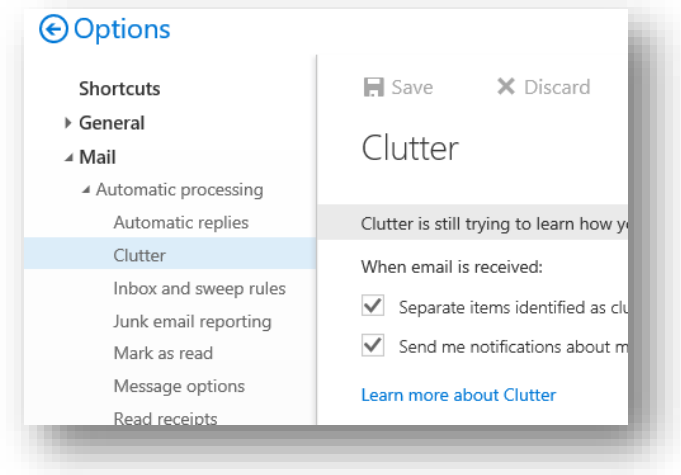 Options
Shortcuts
General
Mail
Automatic processing
Automatic replies
Clutter
Inbox and sweep rules
Junk email reporting
Mark as read
Message options
Read receipts
Save
Discard
Clutter
Clutter is still trying to learn how
When email is received:
Separate items identified as
Send me notifications about
Learn more about Clutter